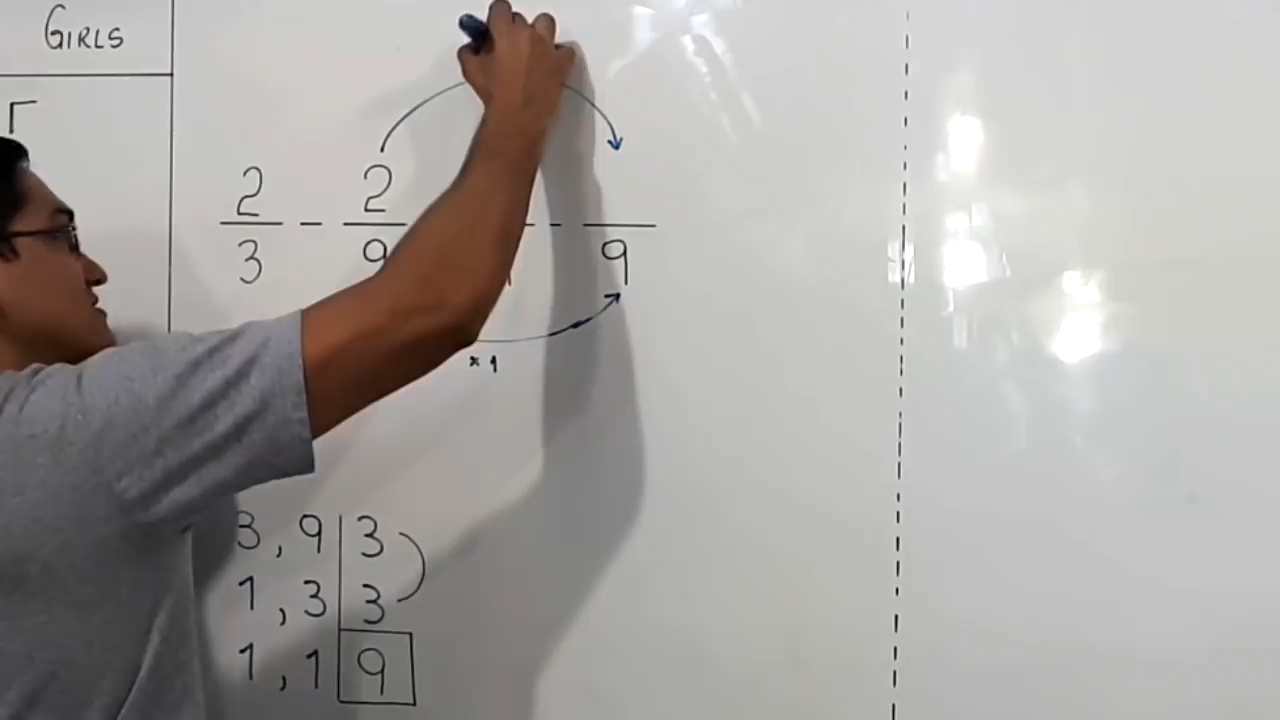 GIRLS
2/3 - 2/9 - /9
× 1
3 , 9 | 3
1 , 3 | 3
1 , 1 | 9